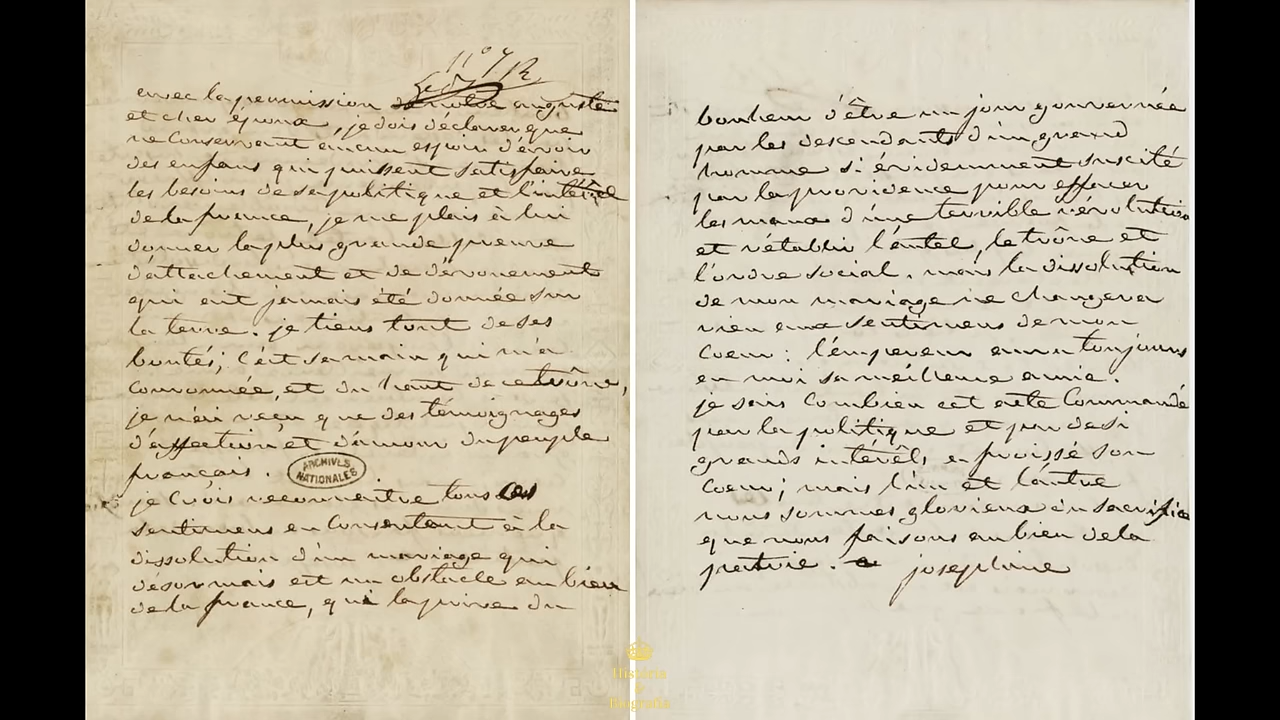 avec la permission de notre auguste
et cher époux, je dois déclarer que
ne conservant aucun espoir d'avoir
des enfans qui puissent satisfaire
les besoins de sa politique et l'intérêt
de la france, je me plais à lui
donner la plus grande preuve
d'attachement et de dévouement
qui ait jamais été donnée sur
la terre. je tiens tout de ses
bontés; c'est sa main qui m'a
couronnée, et du haut de ce trône,
je n'ai reçu que des témoignages
d'affection et d'amour du peuple
français.
ARCHIVES
NATIONALES
je crois reconnaitre tous ces
sentimens en consentant à la
dissolution d'un mariage qui
désormais est un obstacle au bien
de la france, qui la prive du
bonheur d'être un jour gouvernée
par les descendants d'un grand
homme si évidemment suscité
par la providence pour effacer
les maux d'une terrible révolution
et rétablir l'autel, le trône et
l'ordre social. mais la dissolution
de mon mariage ne changera
rien aux sentimens de mon
coeur: l'empereur aura toujours
en moi sa meilleure amie.
je sais combien cet acte commandé
par la politique et par de si
grands intérêts, a froissé son
coeur; mais l'un et l'autre
nous sommes glorieux du sacrifice
que nous faisons au bien de la
patrie.
joséphine
História
&
Biografia